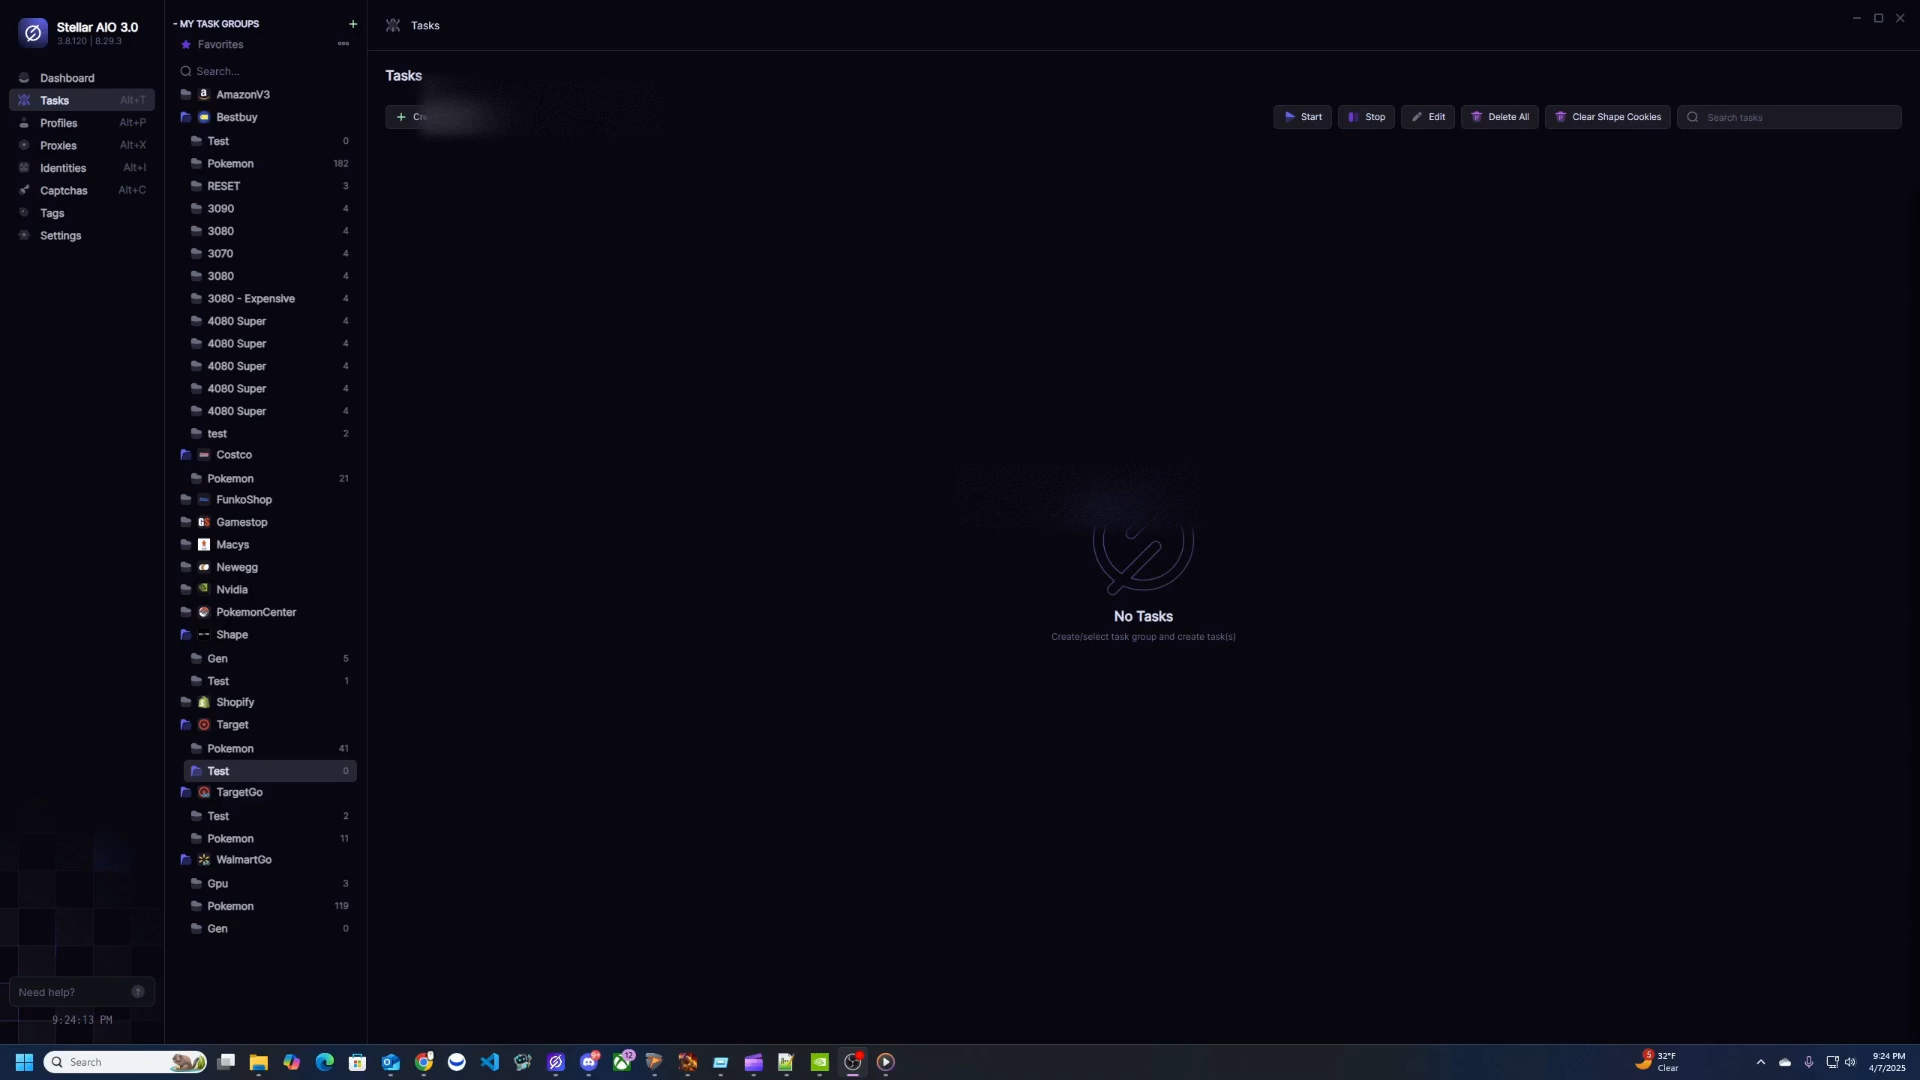 Stellar AIO 3.0
3.8.120 | 8.29.3
Dashboard
Tasks Alt+T
Profiles Alt+P
Proxies Alt+X
Identities Alt+I
Captchas Alt+C
Tags
Settings
Need help?
9:24:13 PM
- MY TASK GROUPS
Favorites
Search...
AmazonV3
Bestbuy
Test 0
Pokemon 182
RESET 3
3090 4
3080 4
3070 4
3080 4
3080 - Expensive 4
4080 Super 4
4080 Super 4
4080 Super 4
4080 Super 4
4080 Super 4
test 2
Costco
Pokemon 21
FunkoShop
Gamestop
Macys
Newegg
Nvidia
PokemonCenter
Shape
Gen 5
Test 1
Shopify
Target
Pokemon 41
Test 0
TargetGo
Test 2
Pokemon 11
WalmartGo
Gpu 3
Pokemon 119
Gen 0
Tasks
Tasks
Start Stop Edit Delete All Clear Shape Cookies Search tasks
No Tasks
Create/select task group and create task(s)
Search
32°F
Clear
9:24 PM
4/7/2025